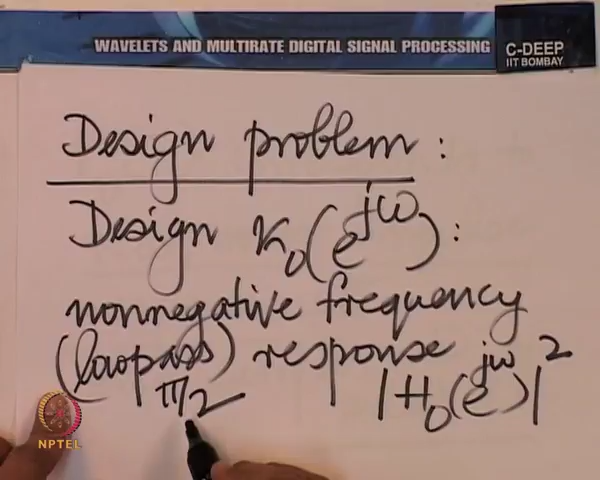 WAVELETS AND MULTIRATE DIGITAL SIGNAL PROCESSING
C-DEEP
IIT BOMBAY
Design problem :
Design K₀(e^jω) :
nonnegative frequency
(lowpass) response |H₀(e^jω)|²
π/2
NPTEL